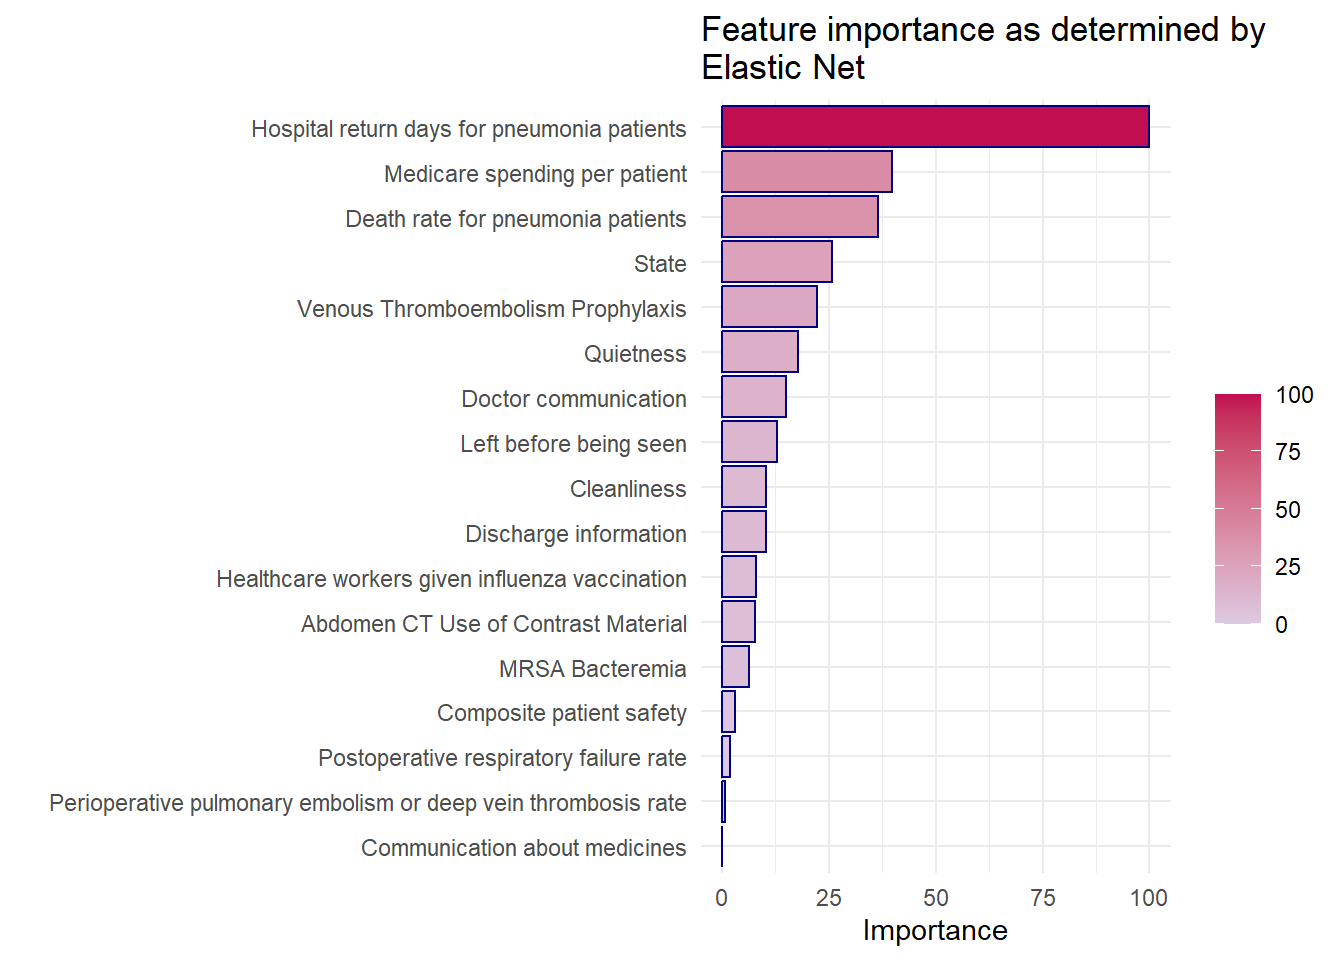 Feature importance as determined by
Elastic Net
Hospital return days for pneumonia patients
Medicare spending per patient
Death rate for pneumonia patients
State
Venous Thromboembolism Prophylaxis
Quietness
Doctor communication
Left before being seen
Cleanliness
Discharge information
Healthcare workers given influenza vaccination
Abdomen CT Use of Contrast Material
MRSA Bacteremia
Composite patient safety
Postoperative respiratory failure rate
Perioperative pulmonary embolism or deep vein thrombosis rate
Communication about medicines
0 25 50 75 100
Importance
100
75
50
25
0